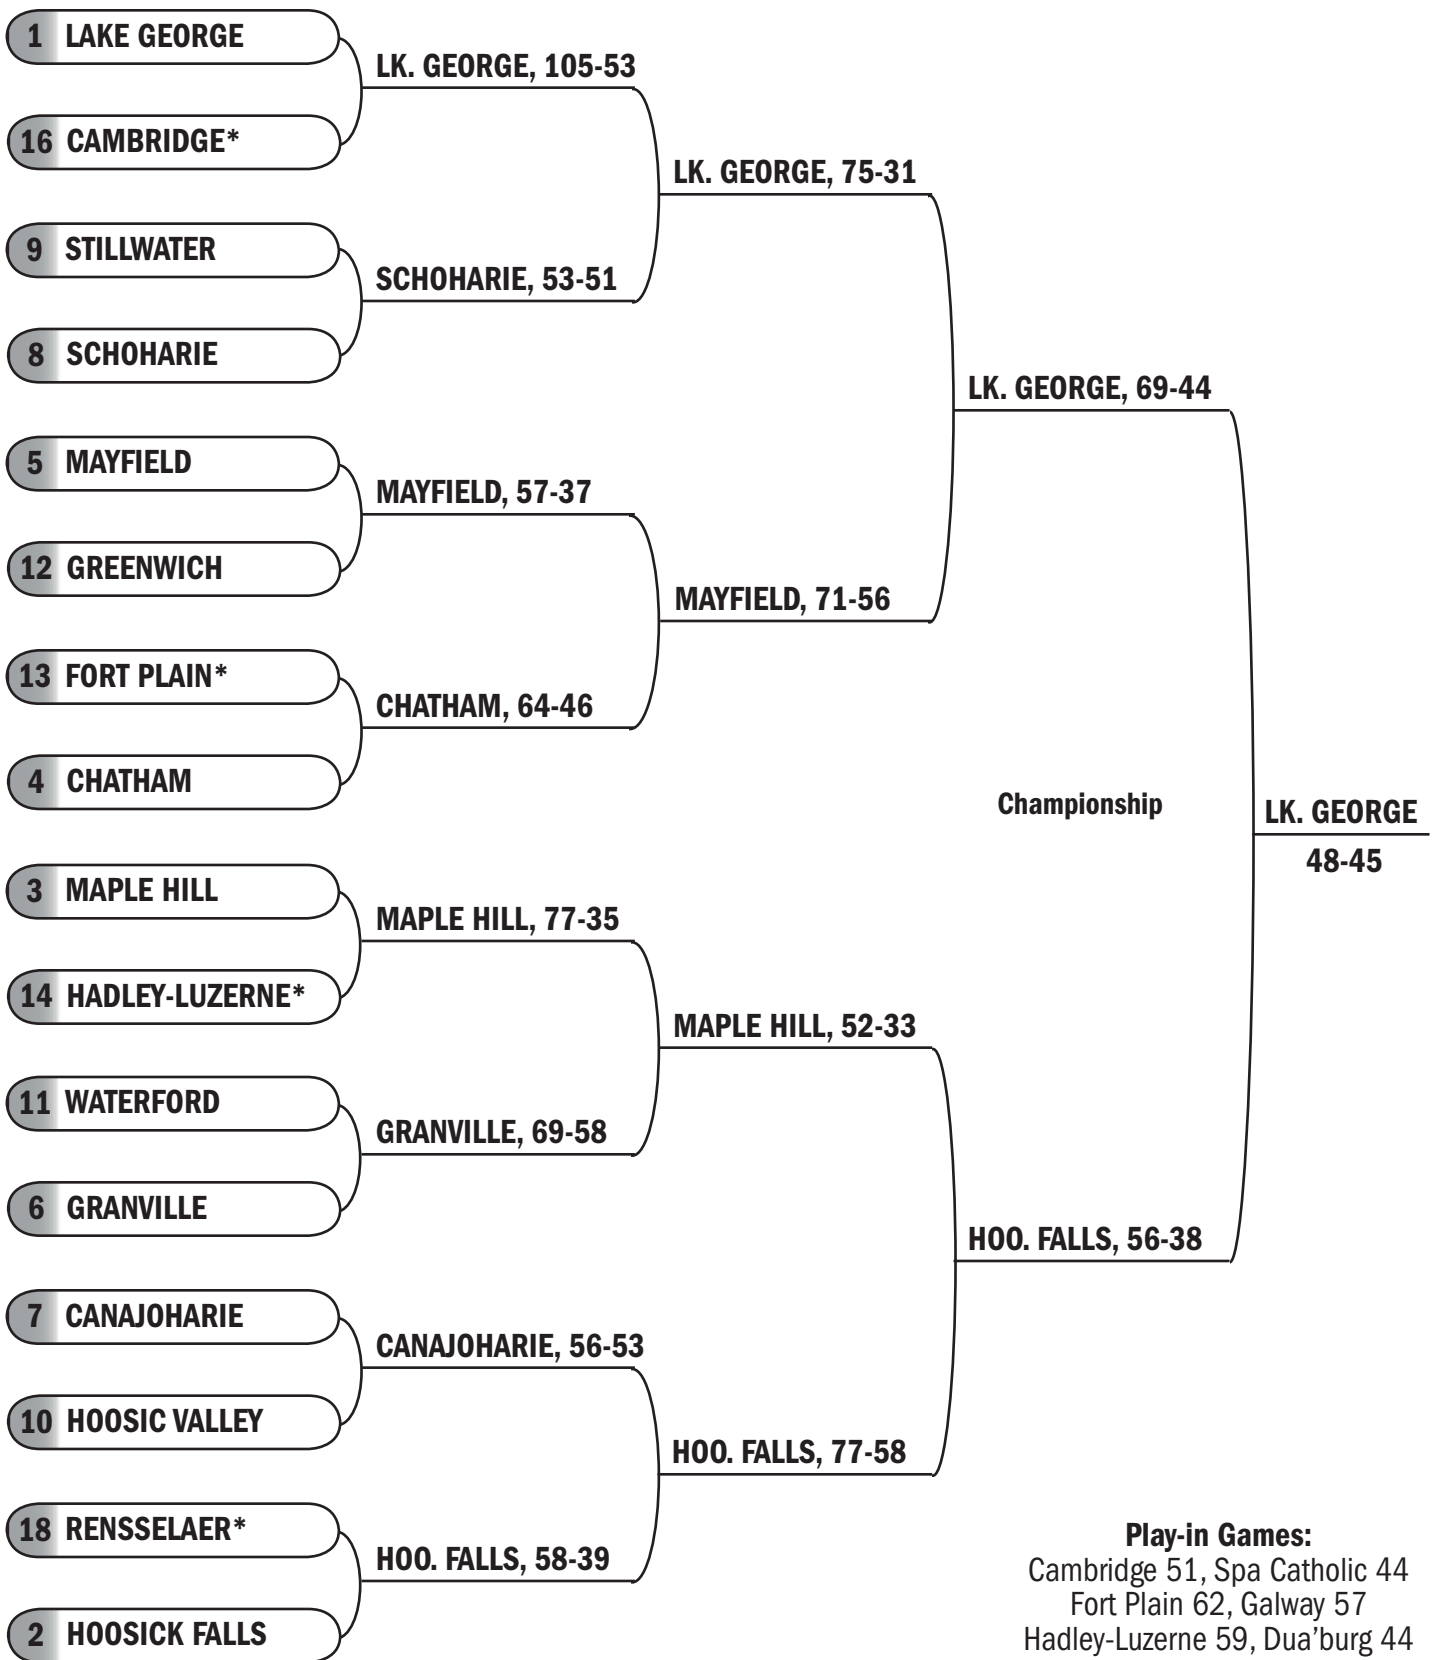 1 LAKE GEORGE
LK. GEORGE, 105-53
16 CAMBRIDGE*
LK. GEORGE, 75-31
9 STILLWATER
SCHOHARIE, 53-51
8 SCHOHARIE
LK. GEORGE, 69-44
5 MAYFIELD
MAYFIELD, 57-37
12 GREENWICH
MAYFIELD, 71-56
13 FORT PLAIN*
CHATHAM, 64-46
4 CHATHAM
Championship
LK. GEORGE
48-45
3 MAPLE HILL
MAPLE HILL, 77-35
14 HADLEY-LUZERNE*
MAPLE HILL, 52-33
11 WATERFORD
GRANVILLE, 69-58
6 GRANVILLE
HOO. FALLS, 56-38
7 CANAJOHARIE
CANAJOHARIE, 56-53
10 HOOSIC VALLEY
HOO. FALLS, 77-58
18 RENSSELAER*
HOO. FALLS, 58-39
2 HOOSICK FALLS
Play-in Games:
Cambridge 51, Spa Catholic 44
Fort Plain 62, Galway 57
Hadley-Luzerne 59, Dua'burg 44